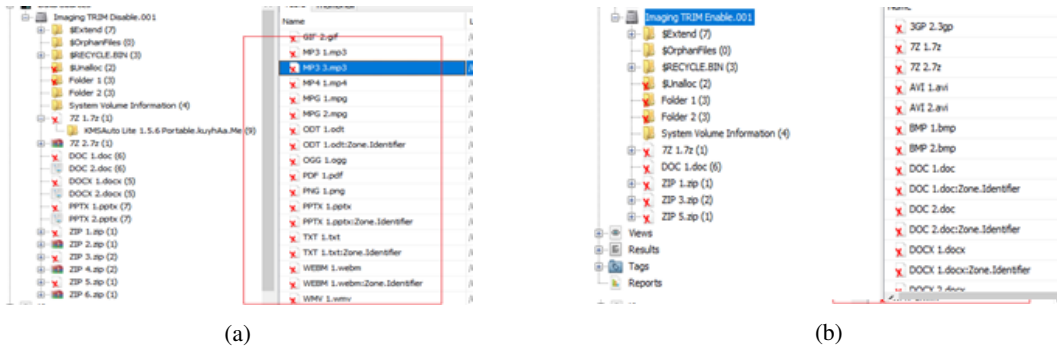 Imaging TRIM Disable.001
$Extend (7)
$OrphanFiles (0)
$RECYCLE.BIN (3)
$Unalloc (2)
Folder 1 (3)
Folder 2 (3)
System Volume Information (4)
7Z 1.7z (1)
KMSAuto Lite 1.5.6 Portable.kuyhAa.Me (9)
7Z 2.7z (1)
DOC 1.doc (6)
DOC 2.doc (6)
DOCX 1.docx (5)
DOCX 2.docx (5)
PPTX 1.pptx (7)
PPTX 2.pptx (7)
ZIP 1.zip (1)
ZIP 2.zip (1)
ZIP 3.zip (2)
ZIP 4.zip (2)
ZIP 5.zip (1)
ZIP 6.zip (1)
Name
GIF 2.gif
MP3 1.mp3
MP3 3.mp3
MP4 1.mp4
MPG 1.mpg
MPG 2.mpg
ODT 1.odt
ODT 1.odt:Zone.Identifier
OGG 1.ogg
PDF 1.pdf
PNG 1.png
PPTX 1.pptx
PPTX 1.pptx:Zone.Identifier
TXT 1.txt
TXT 1.txt:Zone.Identifier
WEBM 1.webm
WEBM 1.webm:Zone.Identifier
WMV 1.wmv
(a)
Imaging TRIM Enable.001
$Extend (7)
$OrphanFiles (0)
$RECYCLE.BIN (3)
$Unalloc (2)
Folder 1 (3)
Folder 2 (3)
System Volume Information (4)
7Z 1.7z (1)
DOC 1.doc (6)
ZIP 1.zip (1)
ZIP 3.zip (2)
ZIP 5.zip (1)
Views
Results
Tags
Reports
Name
3GP 2.3gp
7Z 1.7z
7Z 2.7z
AVI 1.avi
AVI 2.avi
BMP 1.bmp
BMP 2.bmp
DOC 1.doc
DOC 1.doc:Zone.Identifier
DOC 2.doc
DOC 2.doc:Zone.Identifier
DOCX 1.docx
DOCX 1.docx:Zone.Identifier
DOCX 2.docx
(b)